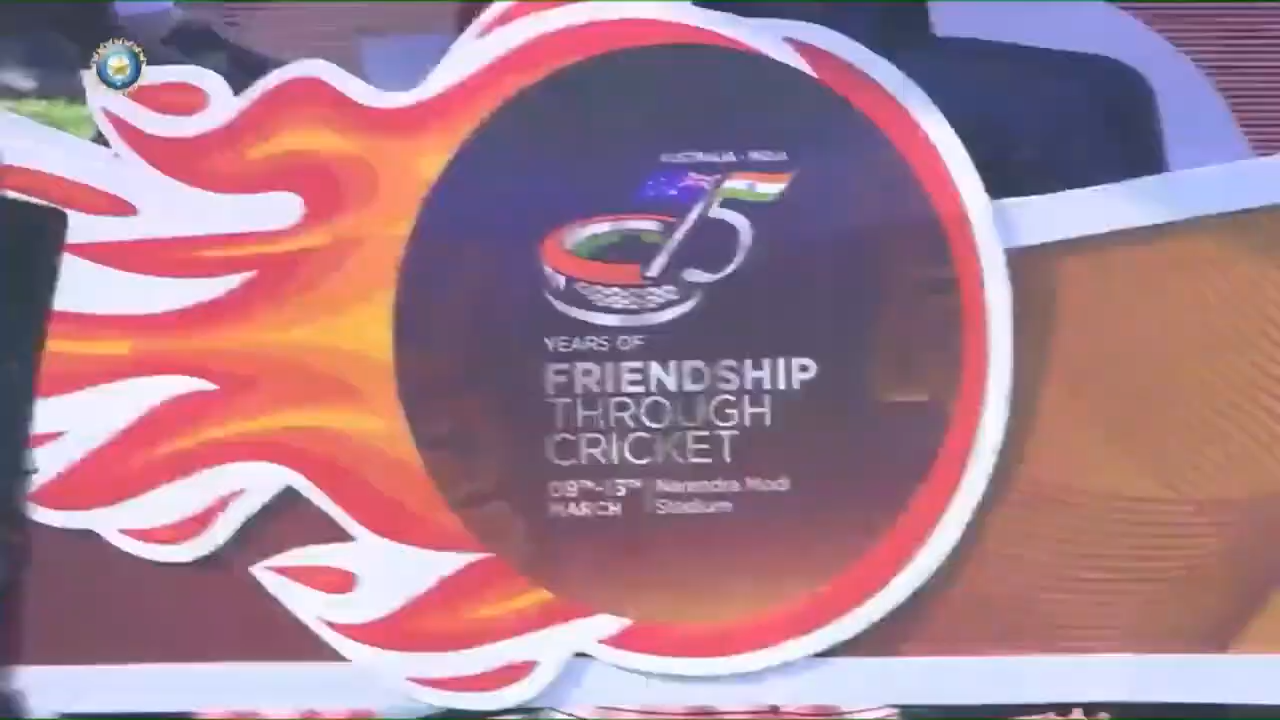 AUSTRALIA - INDIA
75
YEARS OF
FRIENDSHIP
THROUGH
CRICKET
09TH-13TH
MARCH
Narendra Modi
Stadium